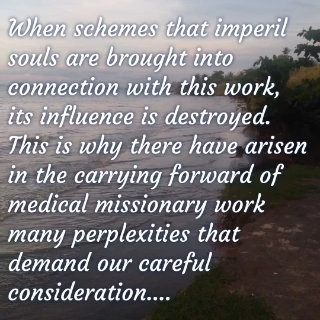 When schemes that imperil
souls are brought into
connection with this work,
its influence is destroyed.
This is why there have arisen
in the carrying forward of
medical missionary work
many perplexities that
demand our careful
consideration....